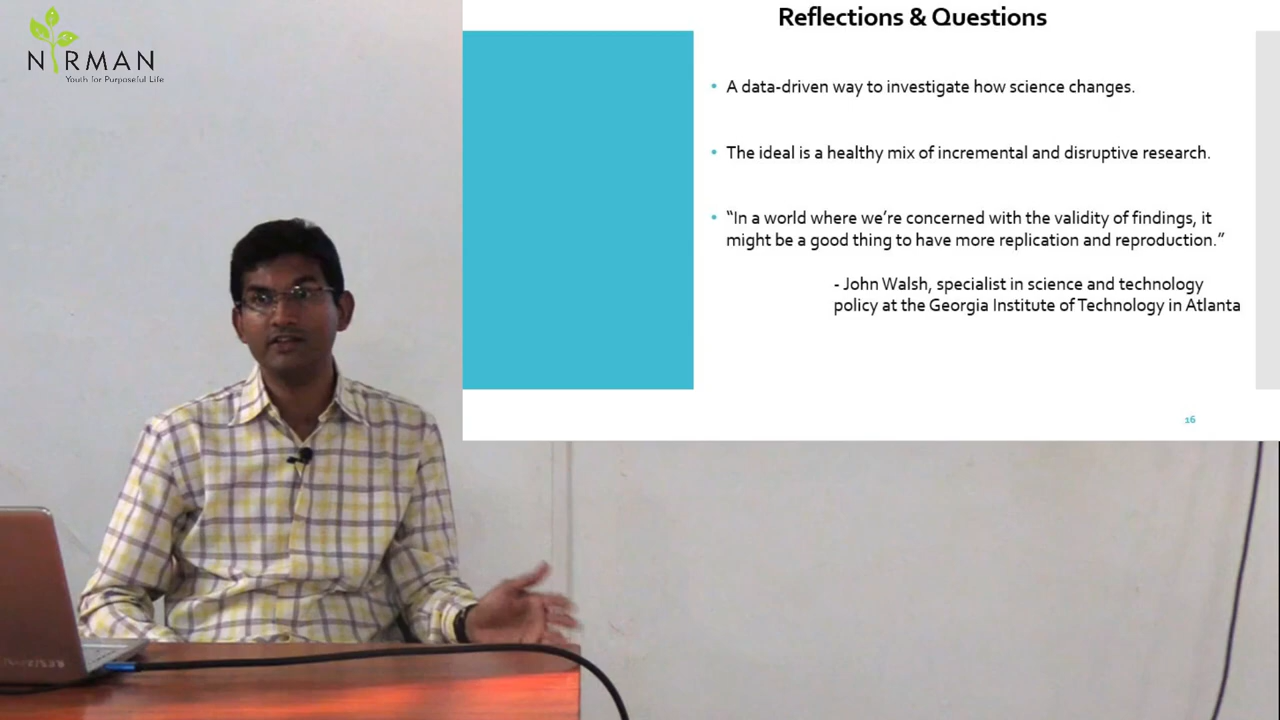 NIRMAN
Youth for Purposeful Life
Reflections & Questions
• A data-driven way to investigate how science changes.
• The ideal is a healthy mix of incremental and disruptive research.
• “In a world where we’re concerned with the validity of findings, it
might be a good thing to have more replication and reproduction.”
- John Walsh, specialist in science and technology
policy at the Georgia Institute of Technology in Atlanta
16